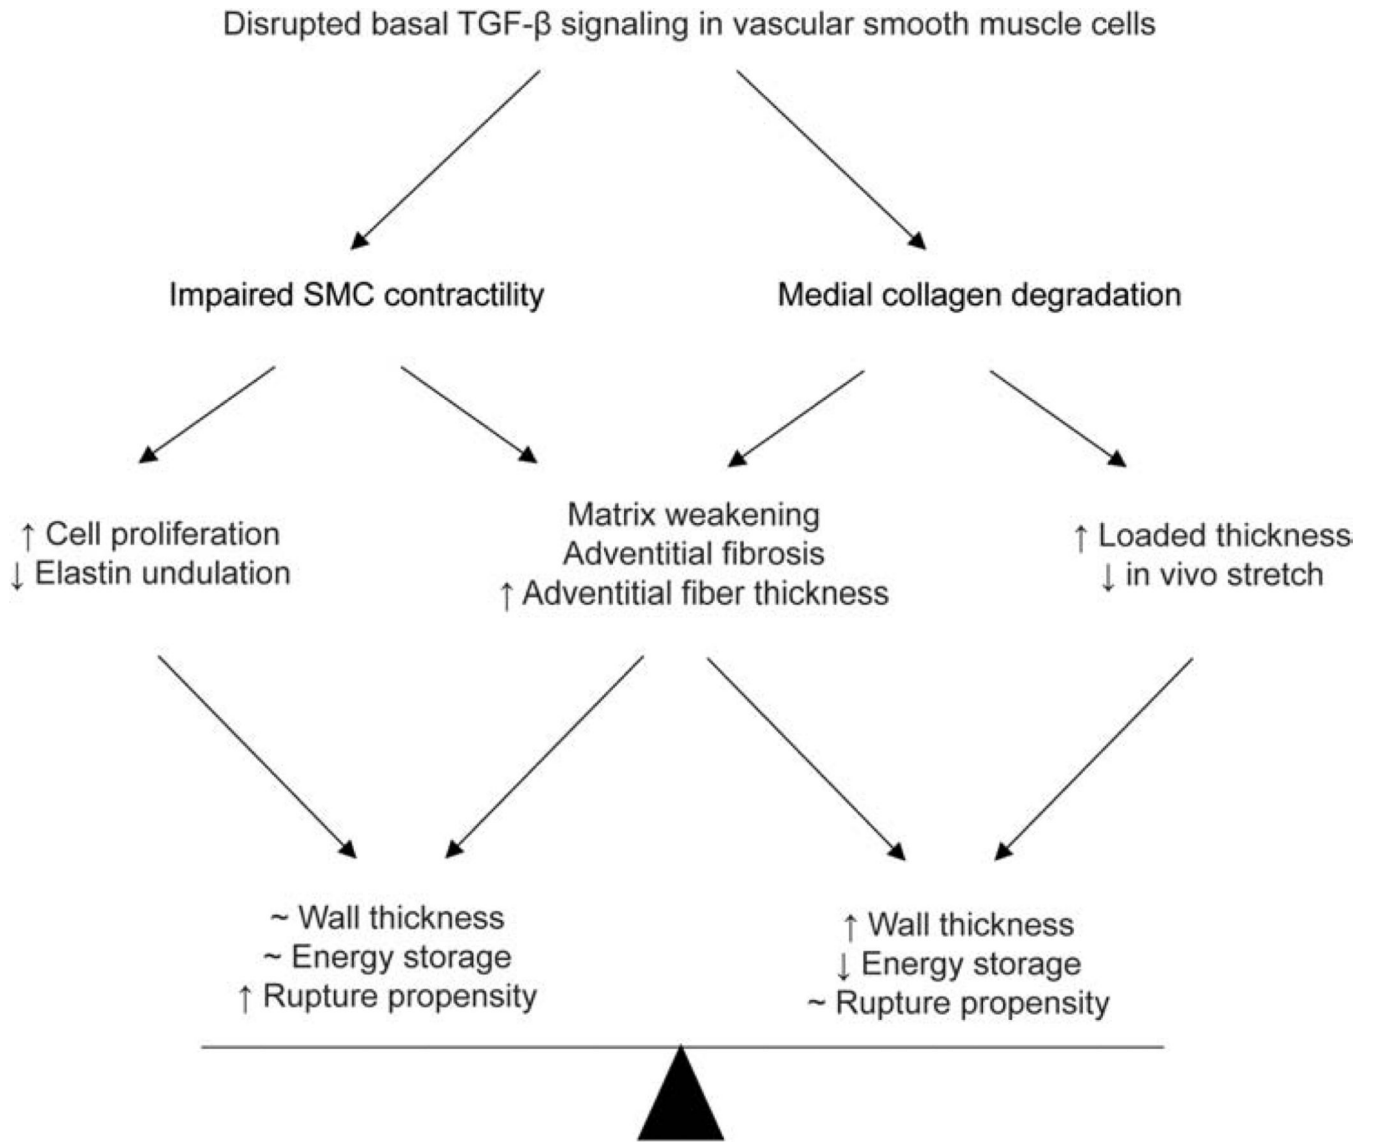 Disrupted basal TGF-β signaling in vascular smooth muscle cells
Impaired SMC contractility
Medial collagen degradation
↑ Cell proliferation
↓ Elastin undulation
Matrix weakening
Adventitial fibrosis
↑ Adventitial fiber thickness
↑ Loaded thickness
↓ in vivo stretch
~ Wall thickness
~ Energy storage
↑ Rupture propensity
↑ Wall thickness
↓ Energy storage
~ Rupture propensity